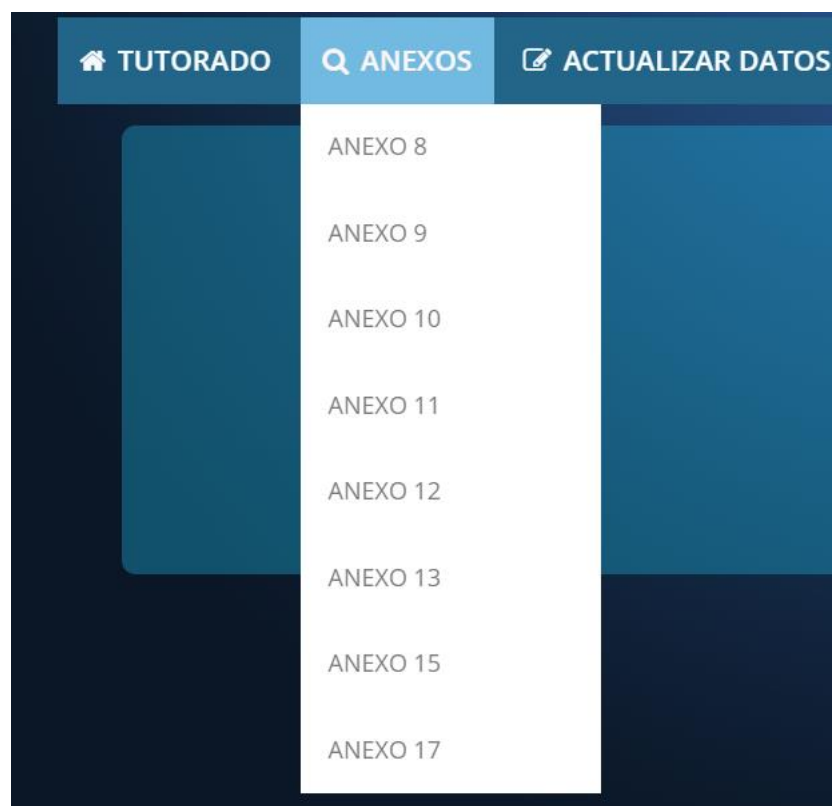 TUTORADO ANEXOS ACTUALIZAR DATOS
ANEXO 8
ANEXO 9
ANEXO 10
ANEXO 11
ANEXO 12
ANEXO 13
ANEXO 15
ANEXO 17